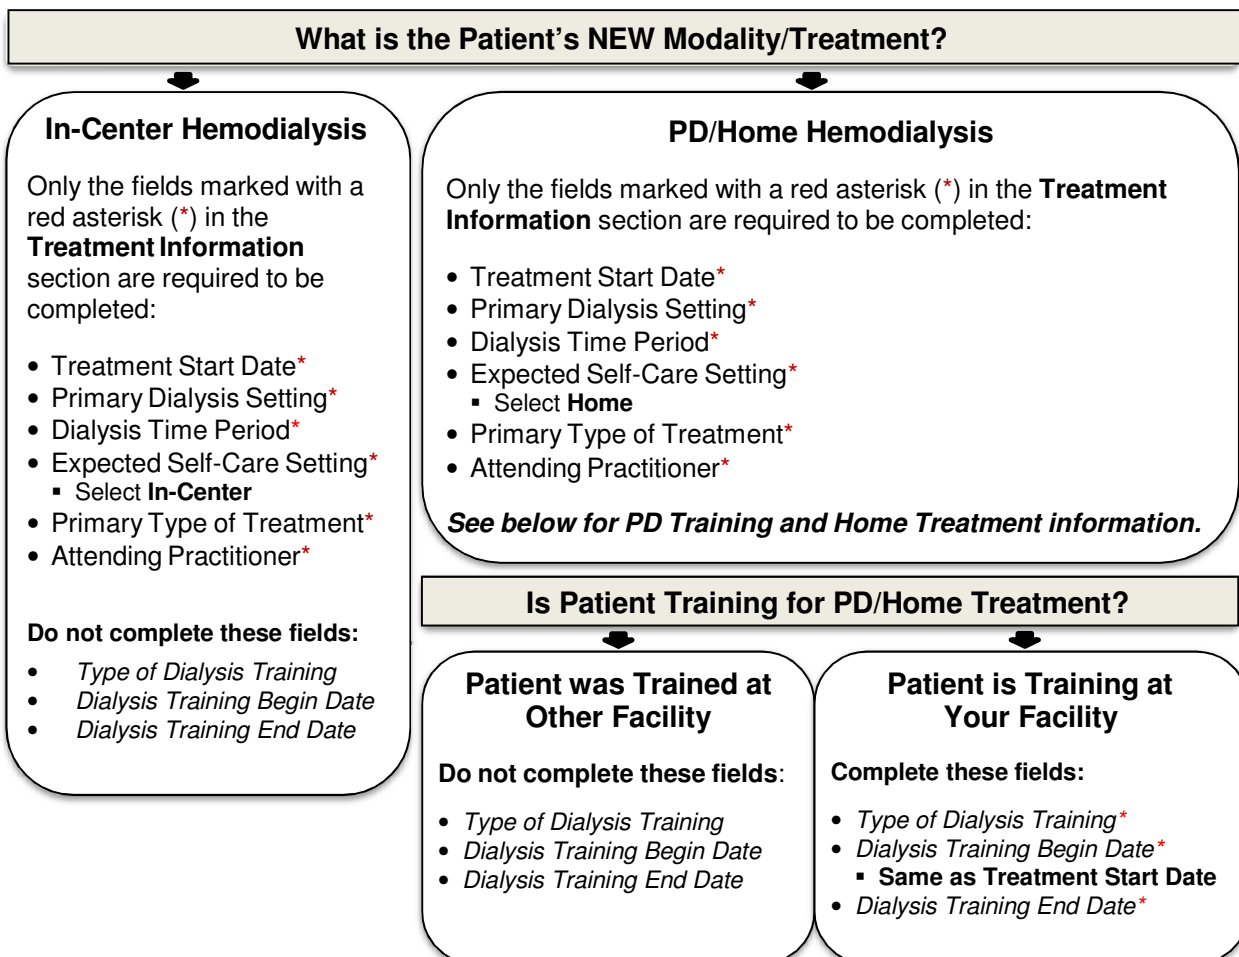 What is the Patient’s NEW Modality/Treatment?
In-Center Hemodialysis
Only the fields marked with a
red asterisk (*) in the
Treatment Information
section are required to be
completed:
• Treatment Start Date*
• Primary Dialysis Setting*
• Dialysis Time Period*
• Expected Self-Care Setting*
▪ Select In-Center
• Primary Type of Treatment*
• Attending Practitioner*
Do not complete these fields:
• Type of Dialysis Training
• Dialysis Training Begin Date
• Dialysis Training End Date
PD/Home Hemodialysis
Only the fields marked with a red asterisk (*) in the Treatment
Information section are required to be completed:
• Treatment Start Date*
• Primary Dialysis Setting*
• Dialysis Time Period*
• Expected Self-Care Setting*
▪ Select Home
• Primary Type of Treatment*
• Attending Practitioner*
See below for PD Training and Home Treatment information.
Is Patient Training for PD/Home Treatment?
Patient was Trained at
Other Facility
Do not complete these fields:
• Type of Dialysis Training
• Dialysis Training Begin Date
• Dialysis Training End Date
Patient is Training at
Your Facility
Complete these fields:
• Type of Dialysis Training*
• Dialysis Training Begin Date*
▪ Same as Treatment Start Date
• Dialysis Training End Date*